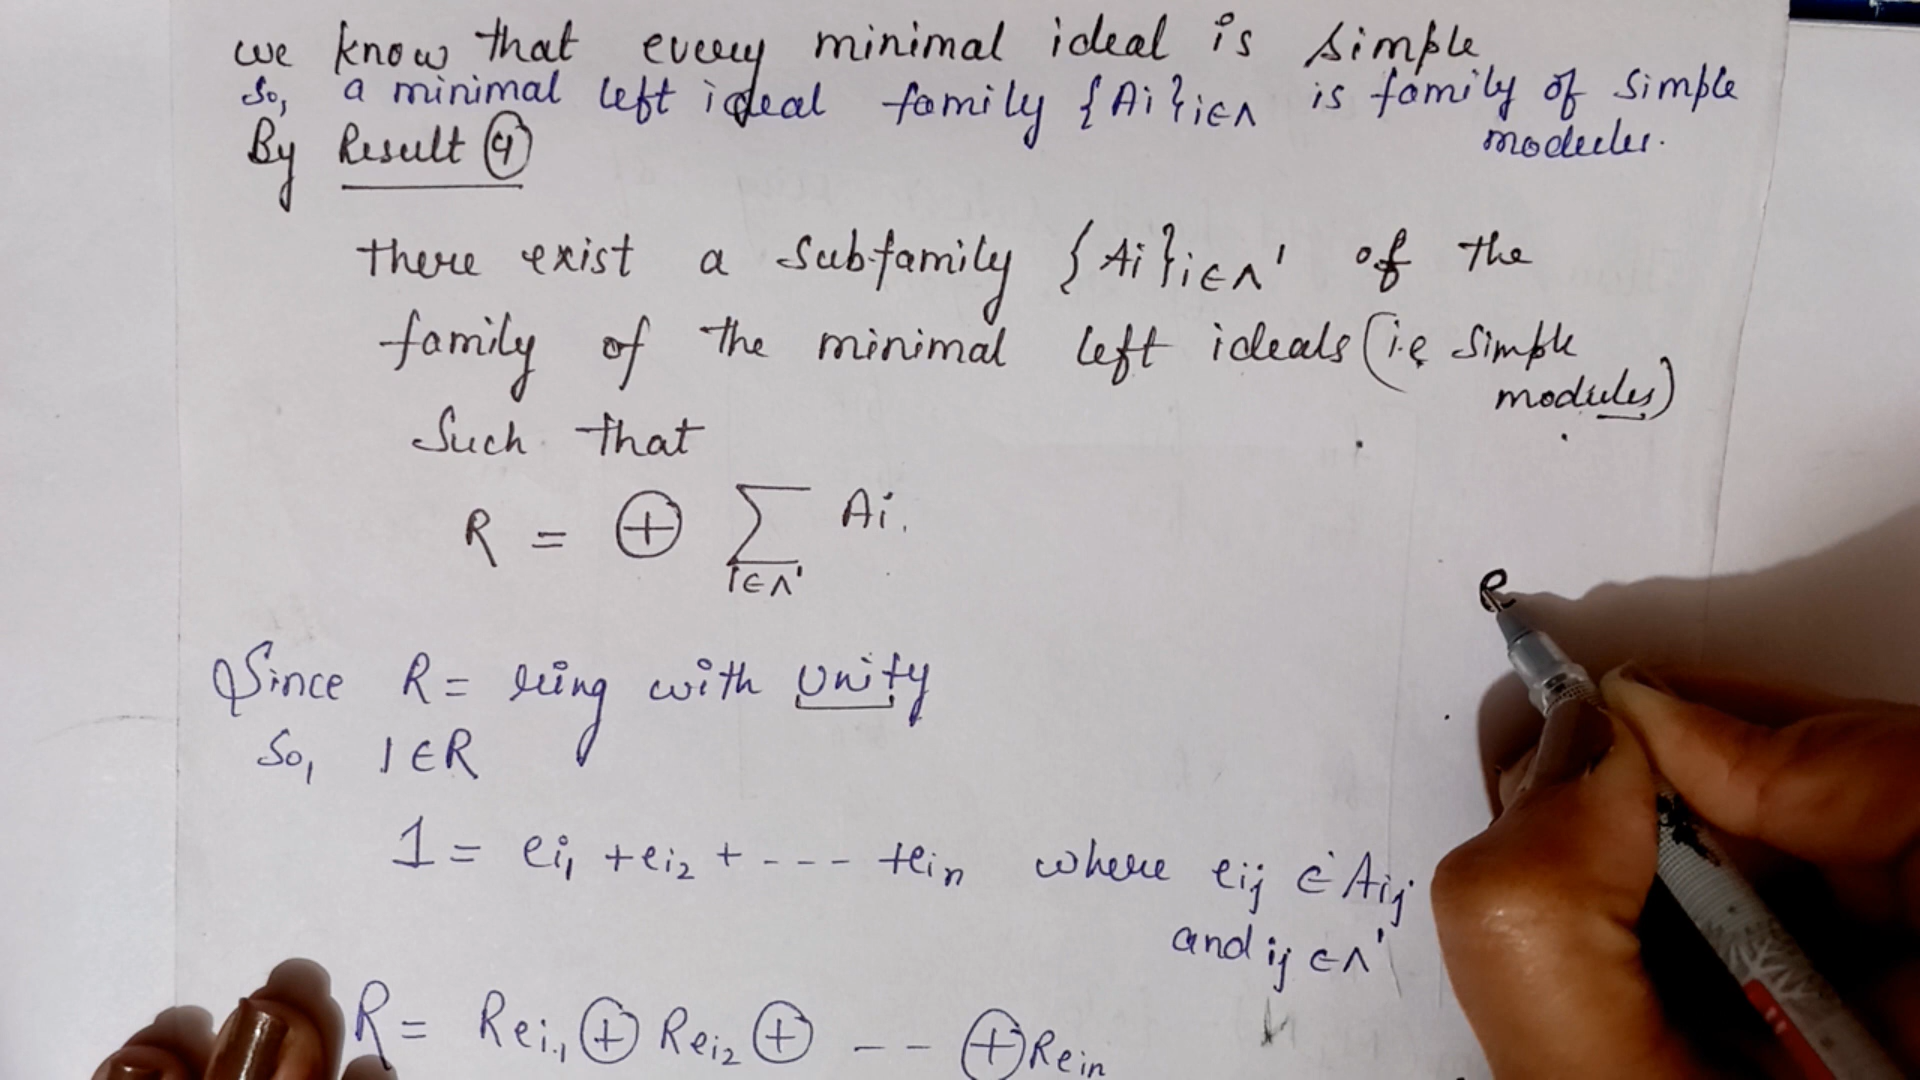 we know that every minimal ideal is simple
So, a minimal left ideal family {Ai}i∈Λ is family of simple modules.
By Result ④
there exist a subfamily {Ai}i∈Λ' of the
family of the minimal left ideals (i.e simple modules)
Such that
R = ⊕ ∑ Ai.
i∈Λ'
Since R = ring with unity
So, 1∈R
1 = ei₁ + ei₂ + --- + ein where eij ∈ Aij
and ij ∈ Λ'
R = Rei₁ ⊕ Rei₂ ⊕ -- ⊕ Rein
e